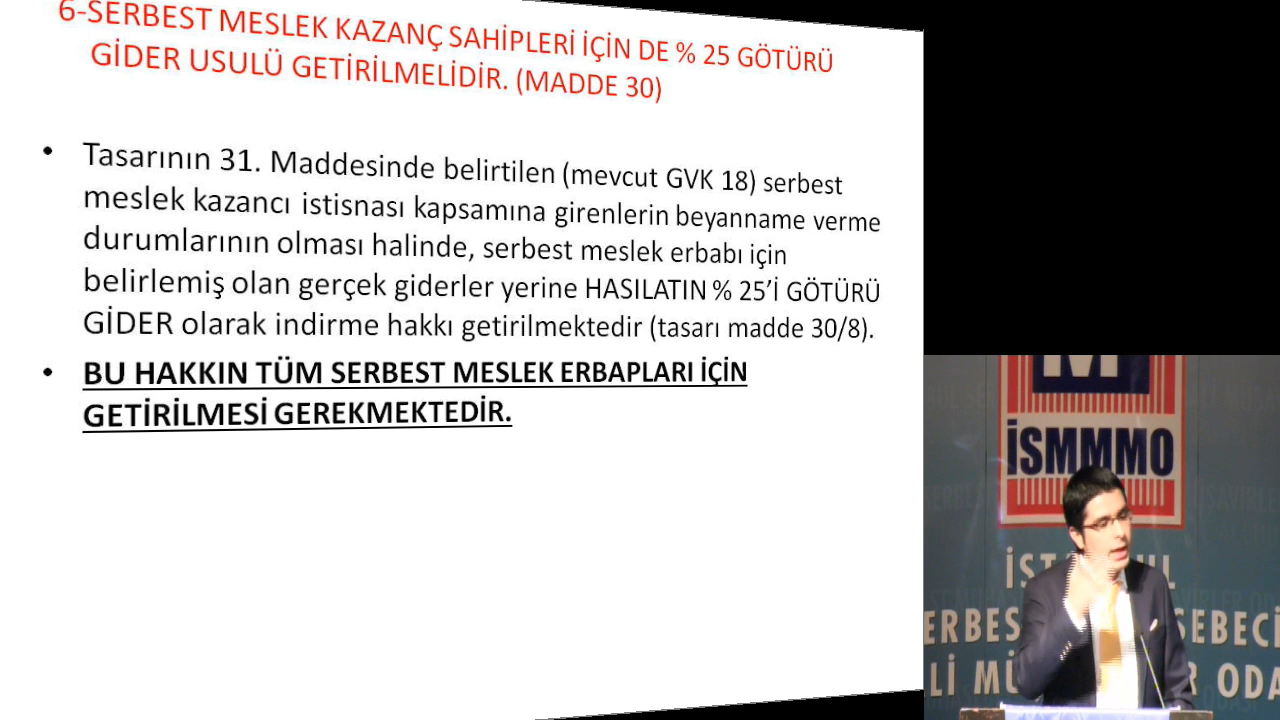 6-SERBEST MESLEK KAZANÇ SAHİPLERİ İÇİN DE % 25 GÖTÜRÜ
GİDER USULÜ GETİRİLMELİDİR. (MADDE 30)
• Tasarının 31. Maddesinde belirtilen (mevcut GVK 18) serbest
meslek kazancı istisnası kapsamına girenlerin beyanname verme
durumlarının olması halinde, serbest meslek erbabı için
belirlemiş olan gerçek giderler yerine HASILATIN % 25’İ GÖTÜRÜ
GİDER olarak indirme hakkı getirilmektedir (tasarı madde 30/8).
• BU HAKKIN TÜM SERBEST MESLEK ERBAPLARI İÇİN
GETİRİLMESİ GEREKMEKTEDİR.
M
İSMMMO
İST UL
ERBES SEBECİ
Lİ MÜ R ODA